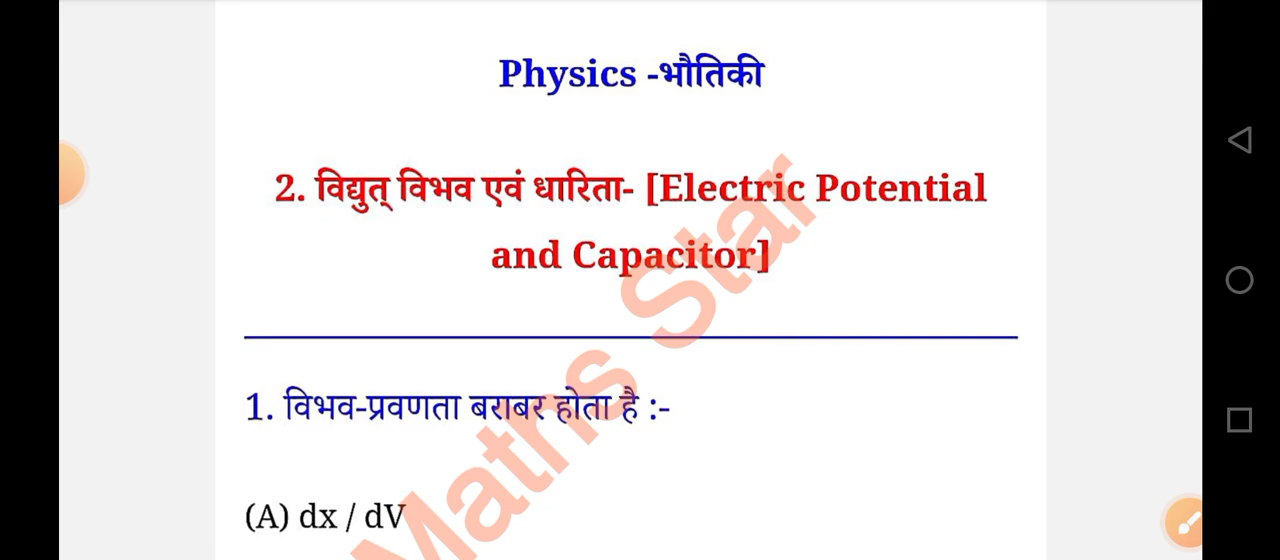 Physics -भौतिकी
2. विद्युत् विभव एवं धारिता- [Electric Potential
and Capacitor]
1. विभव-प्रवणता बराबर होता है :-
(A) dx / dV
Maths Star